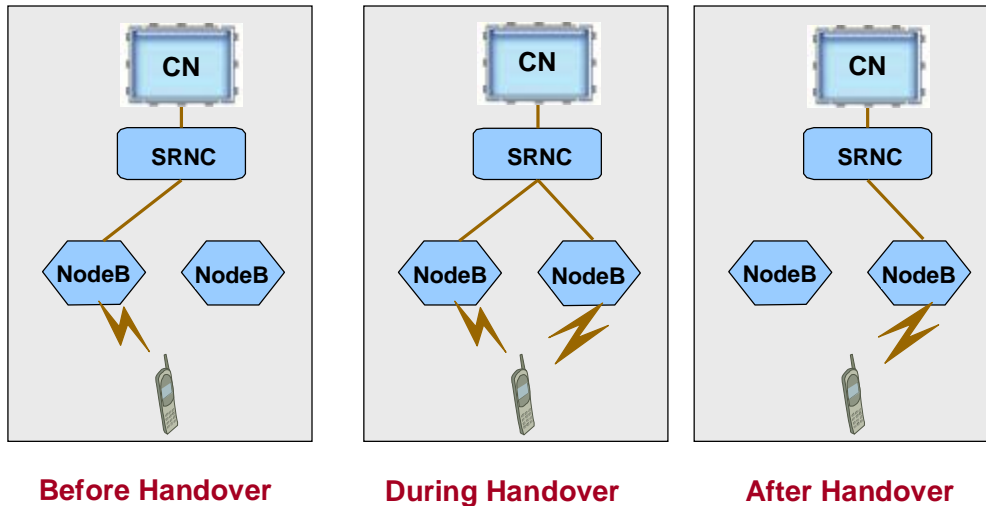 CN
SRNC
NodeB NodeB
Before Handover
CN
SRNC
NodeB NodeB
During Handover
CN
SRNC
NodeB NodeB
After Handover